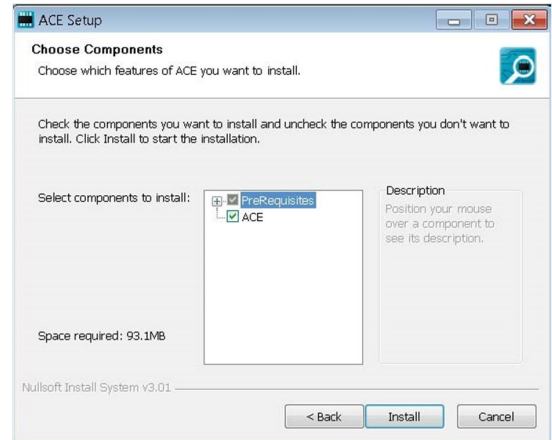 ACE Setup
Choose Components
Choose which features of ACE you want to install.
Check the components you want to install and uncheck the components you don't want to
install. Click Install to start the installation.
Select components to install:
PreRequisites
ACE
Description
Position your mouse
over a component to
see its description.
Space required: 93.1MB
Nullsoft Install System v3.01
< Back
Install
Cancel